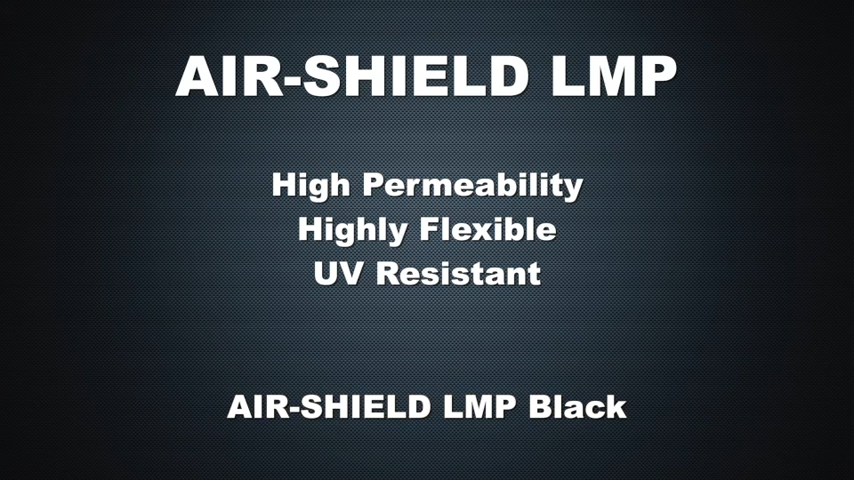 AIR-SHIELD LMP
High Permeability
Highly Flexible
UV Resistant
AIR-SHIELD LMP Black